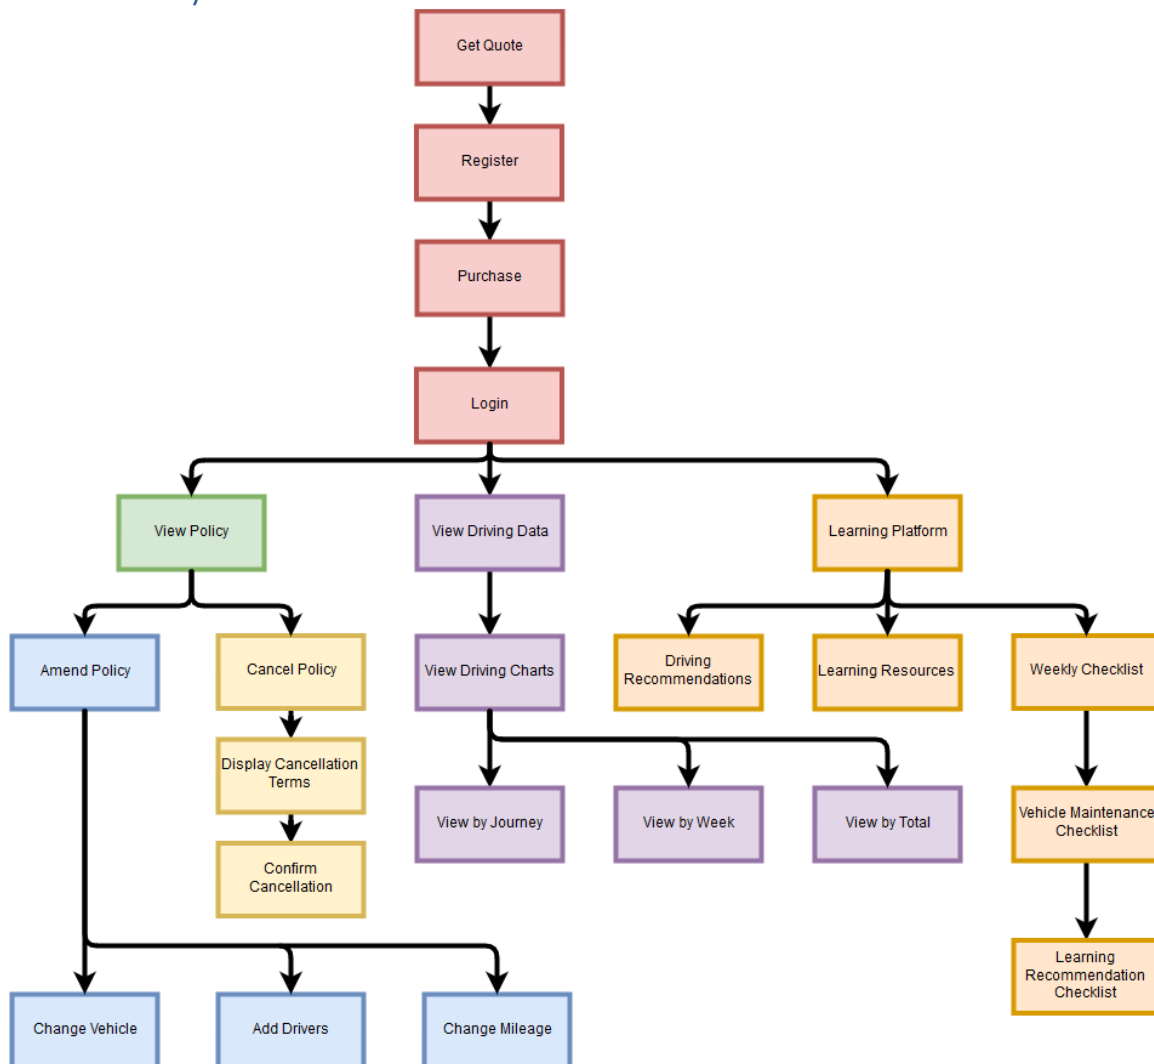 Get Quote
Register
Purchase
Login
View Policy
View Driving Data
Learning Platform
Amend Policy
Cancel Policy
View Driving Charts
Driving
Recommendations
Learning Resources
Weekly Checklist
Display Cancellation
Terms
View by Journey
View by Week
View by Total
Vehicle Maintenance
Checklist
Confirm
Cancellation
Learning
Recommendation
Checklist
Change Vehicle
Add Drivers
Change Mileage